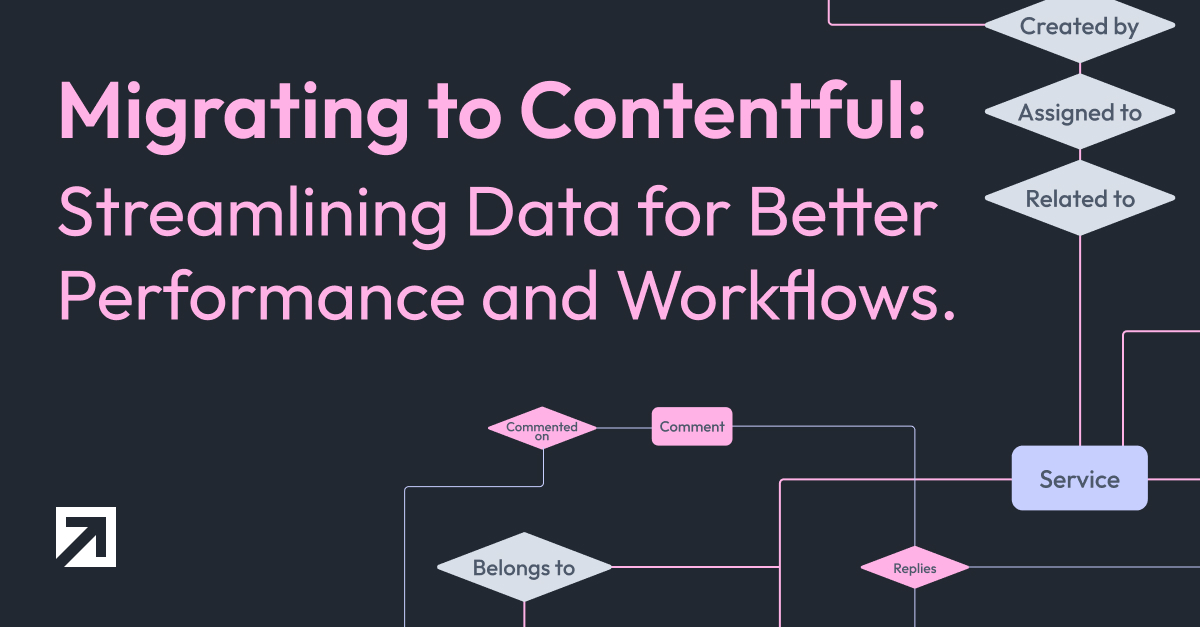 Migrating to Contentful:
Streamlining Data for Better
Performance and Workflows.
Created by
Assigned to
Related to
Commented
on
Comment
Service
Belongs to
Replies